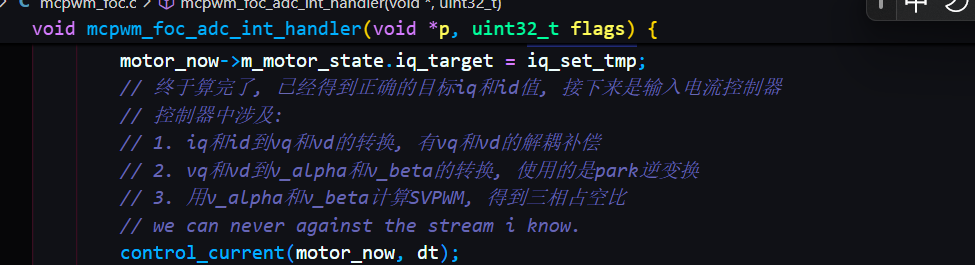 mcpwm_foc.c > mcpwm_foc_adc_int_handler(void *, uint32_t)
中
void mcpwm_foc_adc_int_handler(void *p, uint32_t flags) {
motor_now->m_motor_state.iq_target = iq_set_tmp;
// 终于算完了, 已经得到正确的目标iq和id值, 接下来是输入电流控制器
// 控制器中涉及:
// 1. iq和id到vq和vd的转换, 有vq和vd的解耦补偿
// 2. vq和vd到v_alpha和v_beta的转换, 使用的是park逆变换
// 3. 用v_alpha和v_beta计算SVPWM, 得到三相占空比
// we can never against the stream i know.
control_current(motor_now, dt);